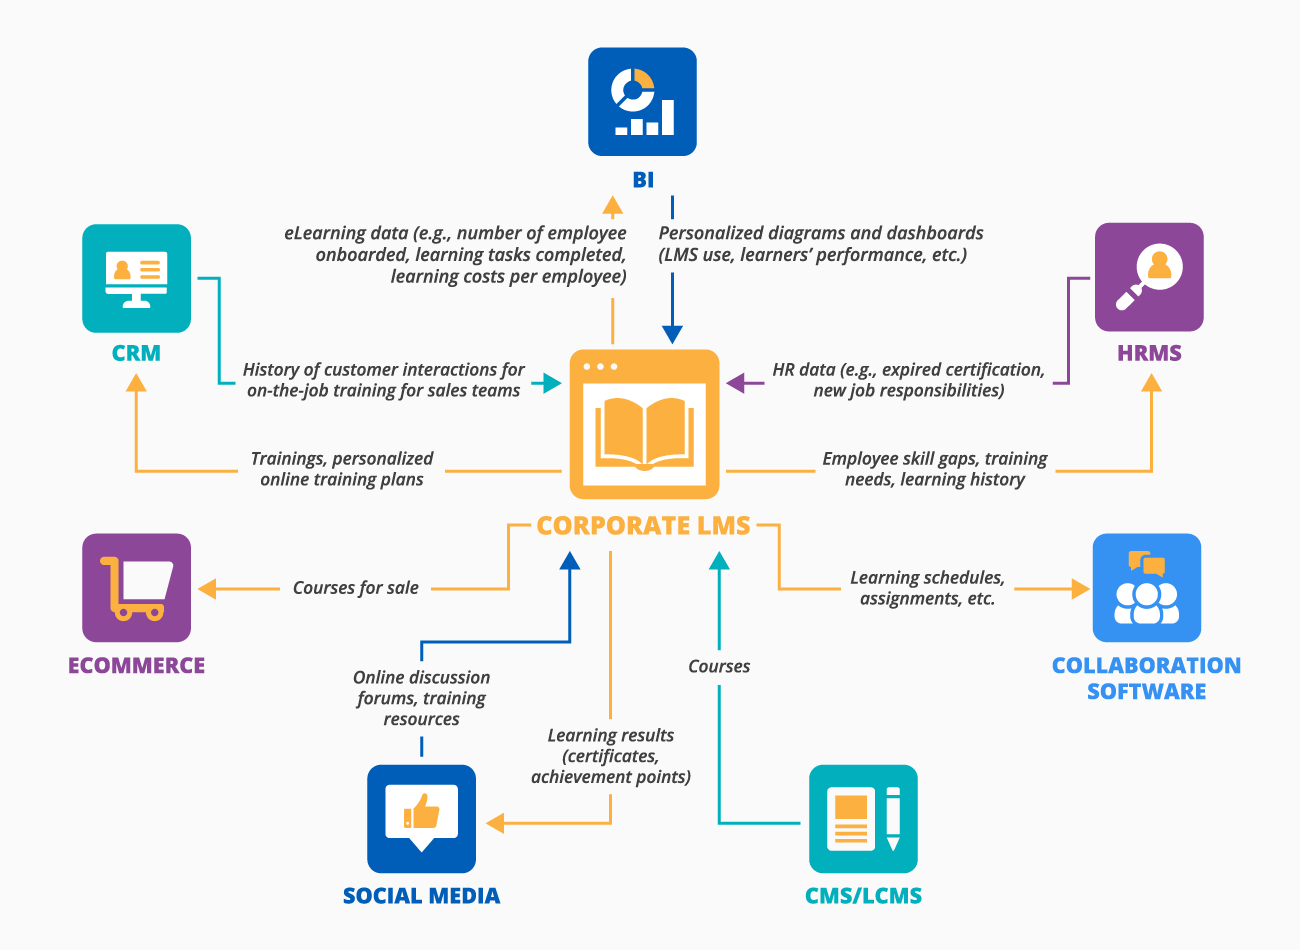 BI
eLearning data (e.g., number of employee
onboarded, learning tasks completed,
learning costs per employee)
Personalized diagrams and dashboards
(LMS use, learners’ performance, etc.)
CRM
HRMS
History of customer interactions for
on-the-job training for sales teams
HR data (e.g., expired certification,
new job responsibilities)
Trainings, personalized
online training plans
Employee skill gaps, training
needs, learning history
CORPORATE LMS
Courses for sale
Learning schedules,
assignments, etc.
ECOMMERCE
COLLABORATION
SOFTWARE
Online discussion
forums, training
resources
Courses
Learning results
(certificates,
achievement points)
SOCIAL MEDIA
CMS/LCMS